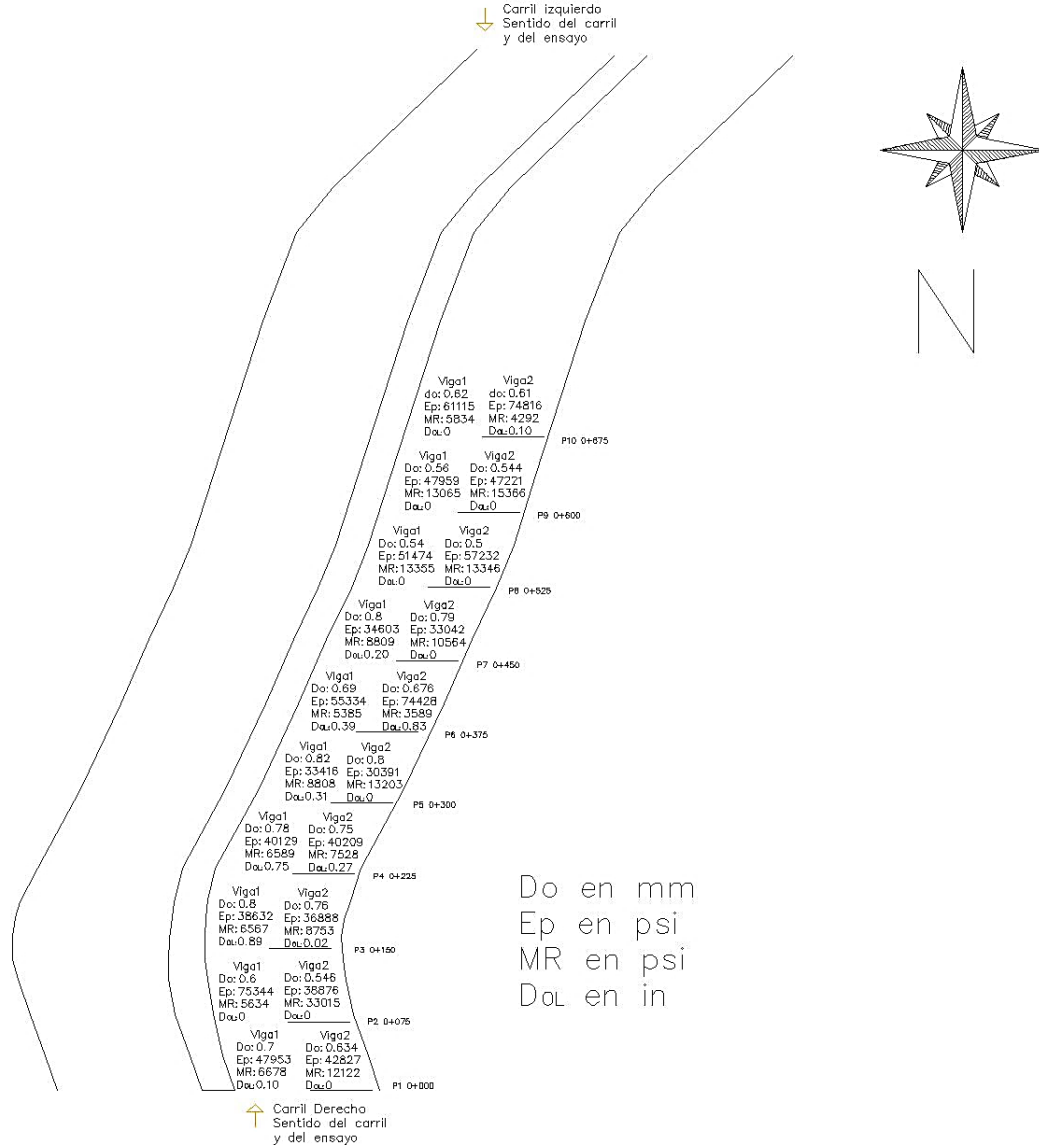 Carril izquierdo
Sentido del carril
y del ensayo
N
Viga1 Viga2
do: 0.62 do: 0.61
Ep: 61115 Ep: 74816
MR: 5834 MR: 4292
DOL:0 DOL:0.10
P10 0+675
Viga1 Viga2
Do: 0.56 Do: 0.544
Ep: 47959 Ep: 47221
MR: 13065 MR: 15366
DOL:0 DOL:0
P9 0+600
Viga1 Viga2
Do: 0.54 Do: 0.5
Ep: 51474 Ep: 57232
MR: 13355 MR: 13346
DOL:0 DOL:0
P8 0+525
Viga1 Viga2
Do: 0.8 Do: 0.79
Ep: 34603 Ep: 33042
MR: 8809 MR: 10564
DOL:0.20 DOL:0
P7 0+450
Viga1 Viga2
Do: 0.69 Do: 0.676
Ep: 55334 Ep: 74428
MR: 5385 MR: 3589
DOL:0.39 DOL:0.83
P6 0+375
Viga1 Viga2
Do: 0.82 Do: 0.8
Ep: 33416 Ep: 30391
MR: 8808 MR: 13203
DOL:0.31 DOL:0
P5 0+300
Viga1 Viga2
Do: 0.78 Do: 0.75
Ep: 40129 Ep: 40209
MR: 6589 MR: 7528
DOL:0.75 DOL:0.27
P4 0+225
Viga1 Viga2
Do: 0.8 Do: 0.76
Ep: 38632 Ep: 36888
MR: 6567 MR: 8753
DOL:0.89 DOL:0.02
P3 0+150
Viga1 Viga2
Do: 0.6 Do: 0.546
Ep: 75344 Ep: 38876
MR: 5634 MR: 33015
DOL:0 DOL:0
P2 0+075
Viga1 Viga2
Do: 0.7 Do: 0.634
Ep: 47953 Ep: 42827
MR: 6678 MR: 12122
DOL:0.10 DOL:0
P1 0+000
Do en mm
Ep en psi
MR en psi
DOL en in
Carril Derecho
Sentido del carril
y del ensayo